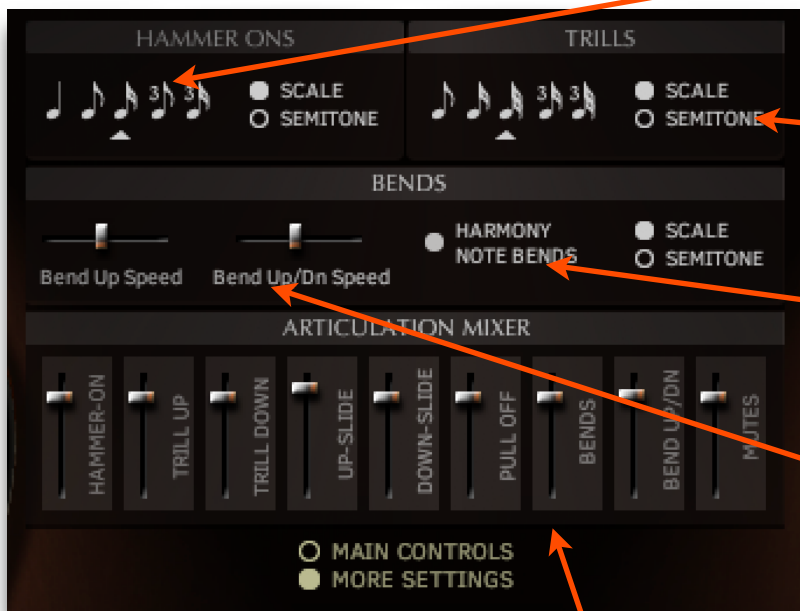 HAMMER ONS
TRILLS
3 3
SCALE
SEMITONE
3 3
SCALE
SEMITONE
BENDS
Bend Up Speed
Bend Up/Dn Speed
HARMONY
NOTE BENDS
SCALE
SEMITONE
ARTICULATION MIXER
HAMMER-ON
TRILL UP
TRILL DOWN
UP-SLIDE
DOWN-SLIDE
PULL OFF
BENDS
BEND UP/DN
MUTES
MAIN CONTROLS
MORE SETTINGS